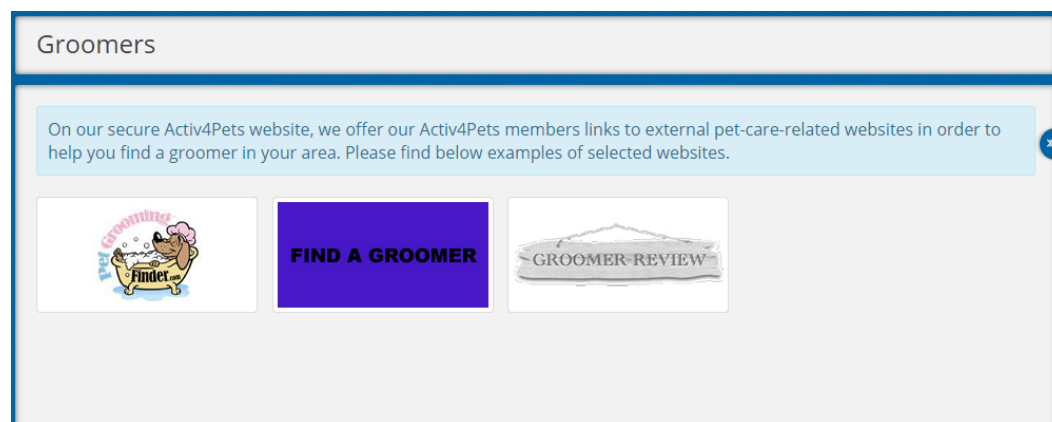 Groomers
On our secure Activ4Pets website, we offer our Activ4Pets members links to external pet-care-related websites in order to
help you find a groomer in your area. Please find below examples of selected websites.
Pet Grooming
Finder.com
FIND A GROOMER
GROOMER REVIEW